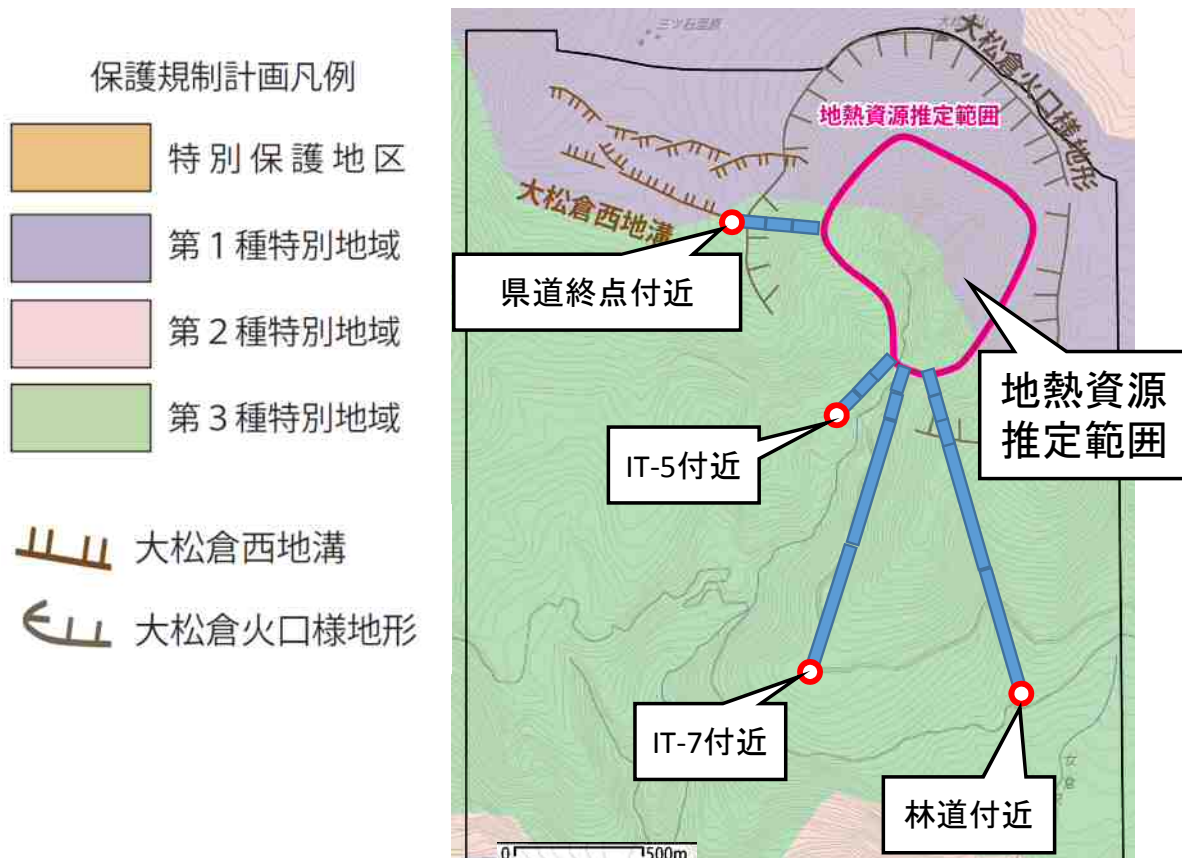 保護規制計画凡例
特別保護地区
第1種特別地域
第2種特別地域
第3種特別地域
大松倉西地溝
大松倉火口様地形
三ツ石湿原
大松倉火口様地形
地熱資源推定範囲
大松倉西地溝
県道終点付近
地熱資源
推定範囲
IT-5付近
IT-7付近
林道付近
0 500m